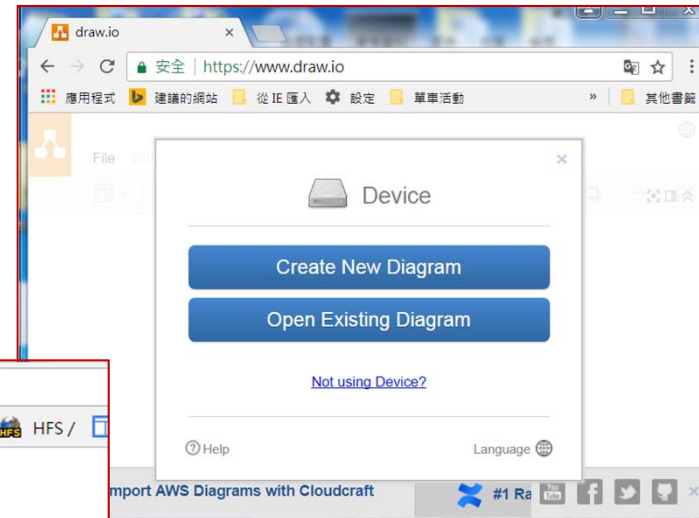 draw.io
安全 | https://www.draw.io
應用程式 建議的網站 從 IE 匯入 設定 單車活動 » 其他書籤
File
Device
Create New Diagram
Open Existing Diagram
Not using Device?
HFS /
Help Language
mport AWS Diagrams with Cloudcraft #1 Ra